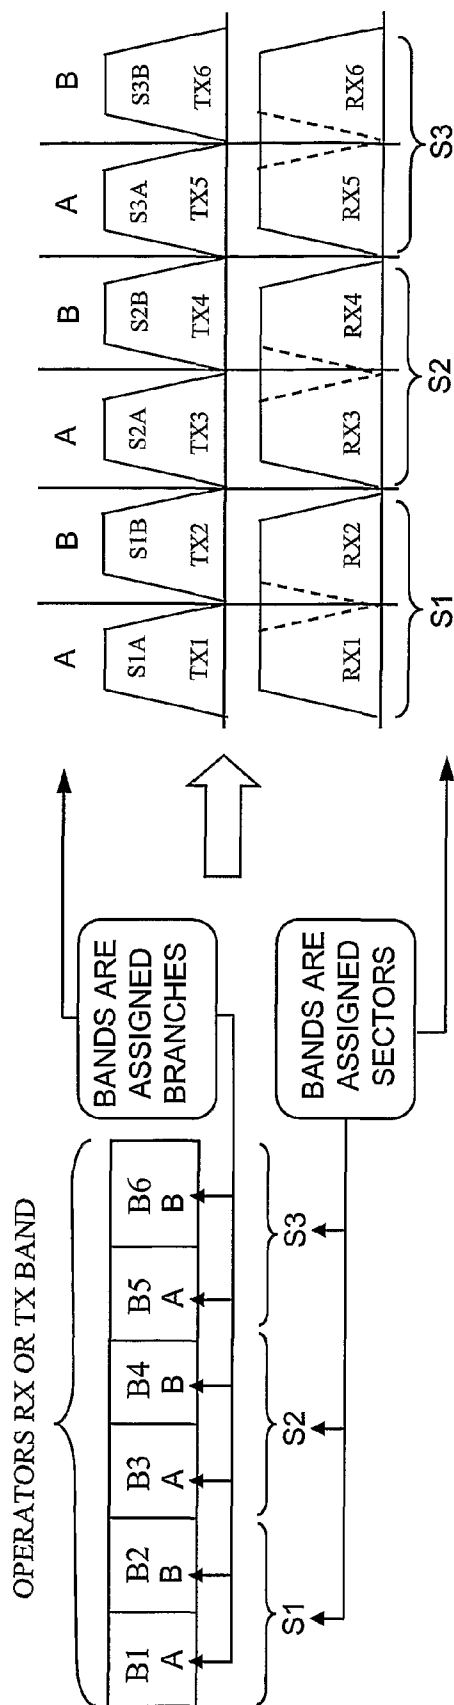 OPERATORS RX OR TX BAND
B1 B2 B3 B4 B5 B6
A B A B A B
S1 S2 S3
BANDS ARE
ASSIGNED
BRANCHES
BANDS ARE
ASSIGNED
SECTORS
A B A B A B
S1A S1B S2A S2B S3A S3B
TX1 TX2 TX3 TX4 TX5 TX6
RX1 RX2 RX3 RX4 RX5 RX6
S1 S2 S3